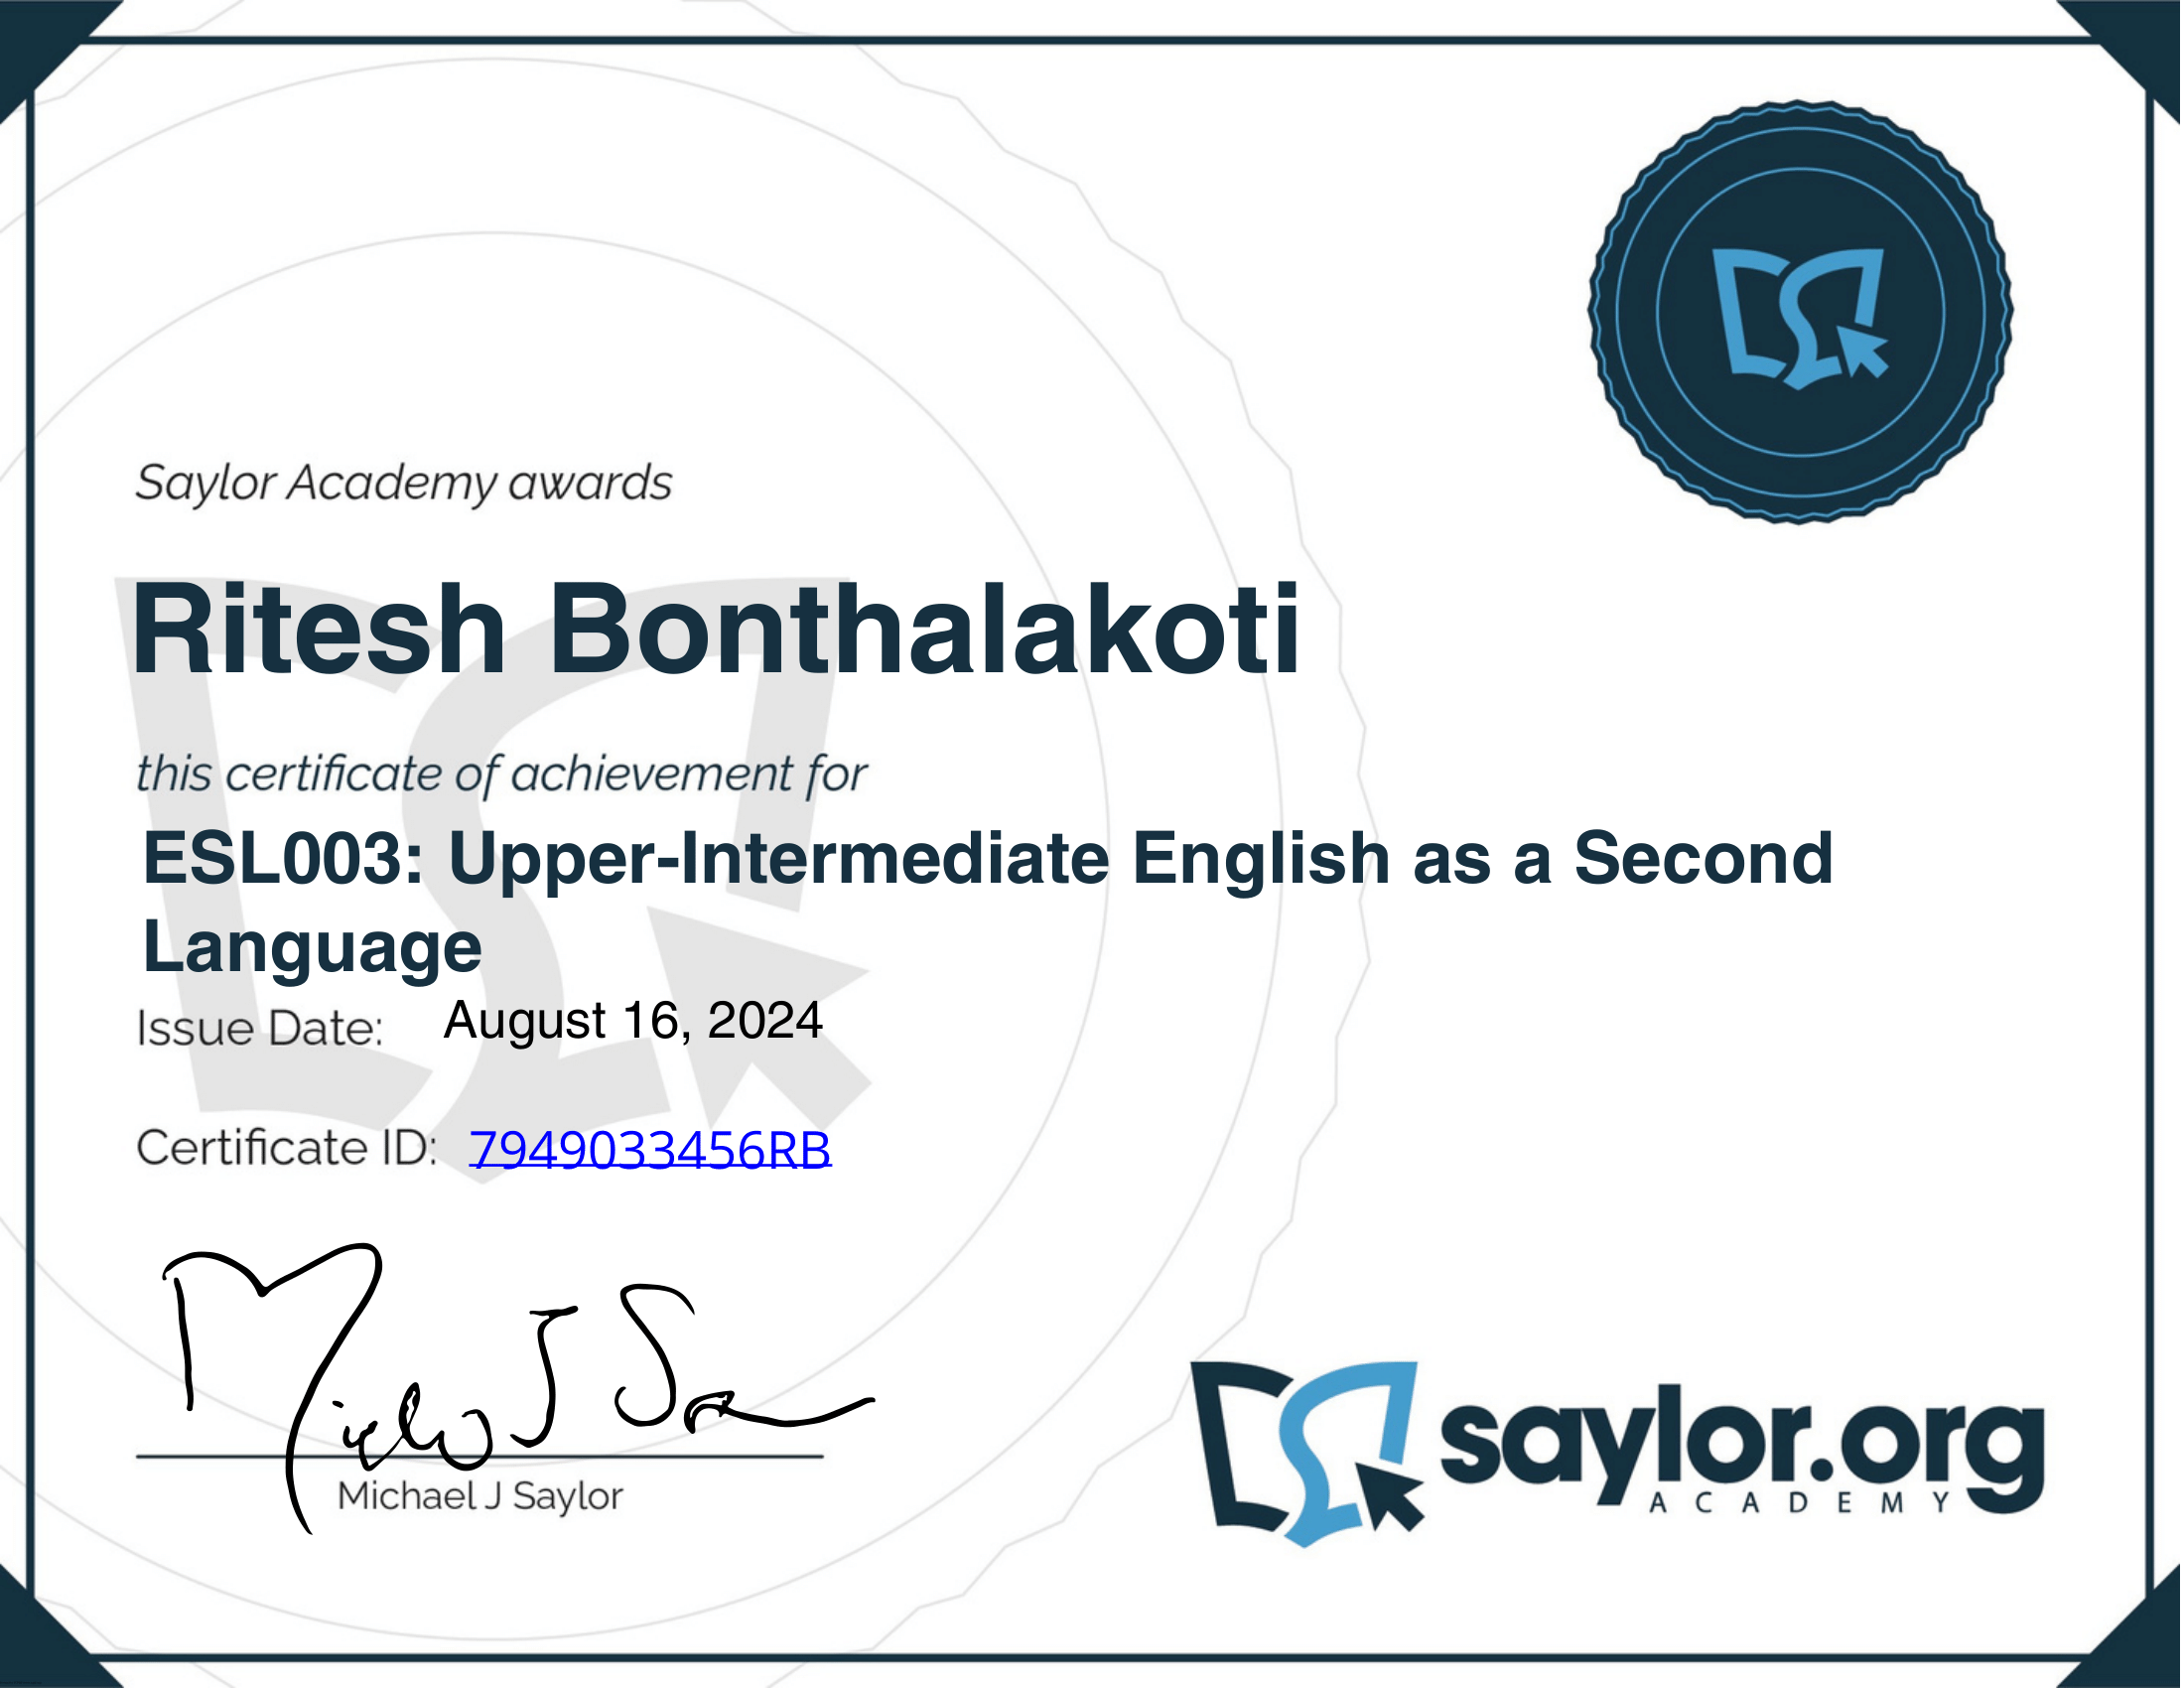 Saylor Academy awards
Ritesh Bonthalakoti
this certificate of achievement for
ESL003: Upper-Intermediate English as a Second
Language
Issue Date: August 16, 2024
Certificate ID: 7949033456RB
Michael J Saylor
saylor.org
ACADEMY